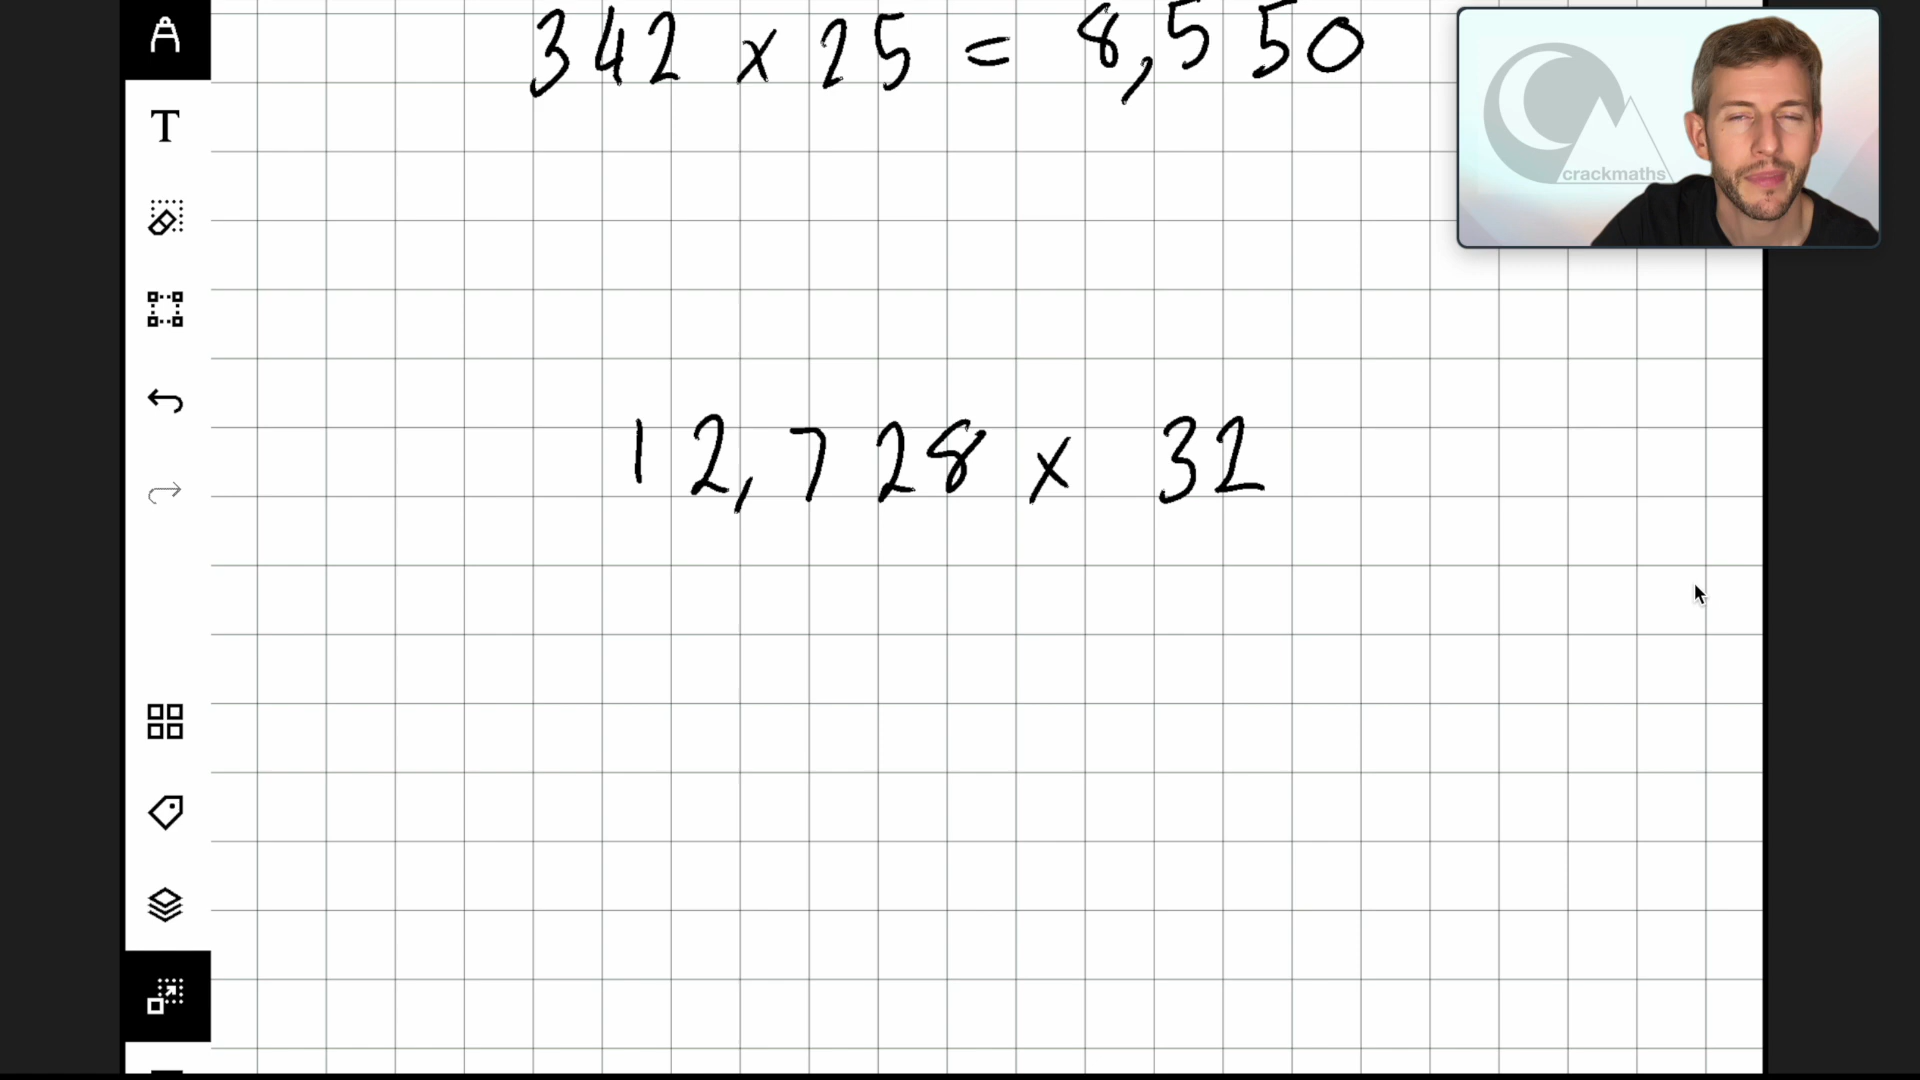 342 x 25 = 8,550
crackmaths
12,728 x 32